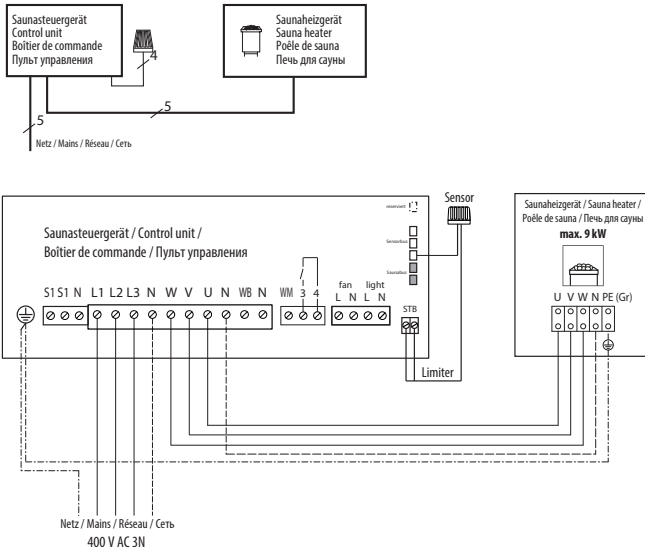 Saunasteuergerät
Control unit
Boîtier de commande
Пульт управления
4
Saunaheizgerät
Sauna heater
Poêle de sauna
Печь для сауны
5
5
Netz / Mains / Réseau / Сеть
Saunasteuergerät / Control unit /
Boîtier de commande / Пульт управления
reserviert
Sensorbus
Saunabus
Sensor
Saunaheizgerät / Sauna heater /
Poêle de sauna / Печь для сауны
max. 9 kW
S1 S1 N L1 L2 L3 N W V U N WB N WM 3 4
fan light
L N L N
STB
U V W N PE (Gr)
Limiter
Netz / Mains / Réseau / Сеть
400 V AC 3N